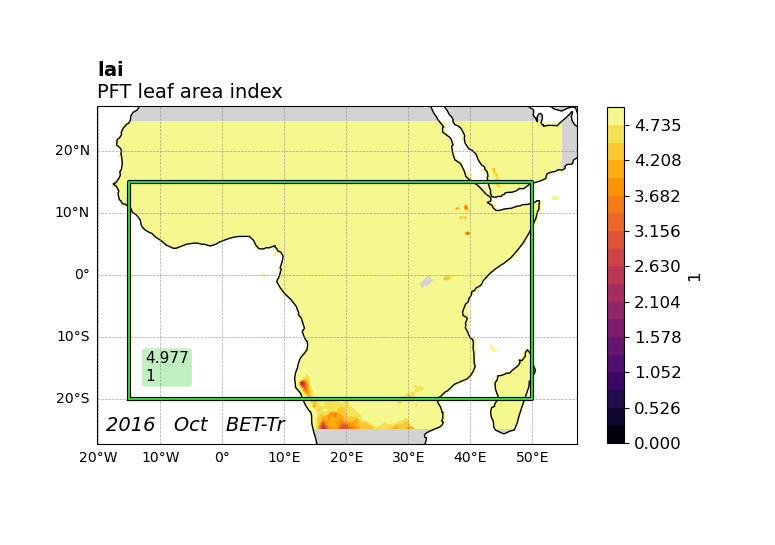 lai
PFT leaf area index
20°N
10°N
0°
10°S
20°S
20°W
10°W
0°
10°E
20°E
30°E
40°E
50°E
4.977
1
2016 Oct BET-Tr
4.735
4.208
3.682
3.156
2.630
2.104
1.578
1.052
0.526
0.000
1